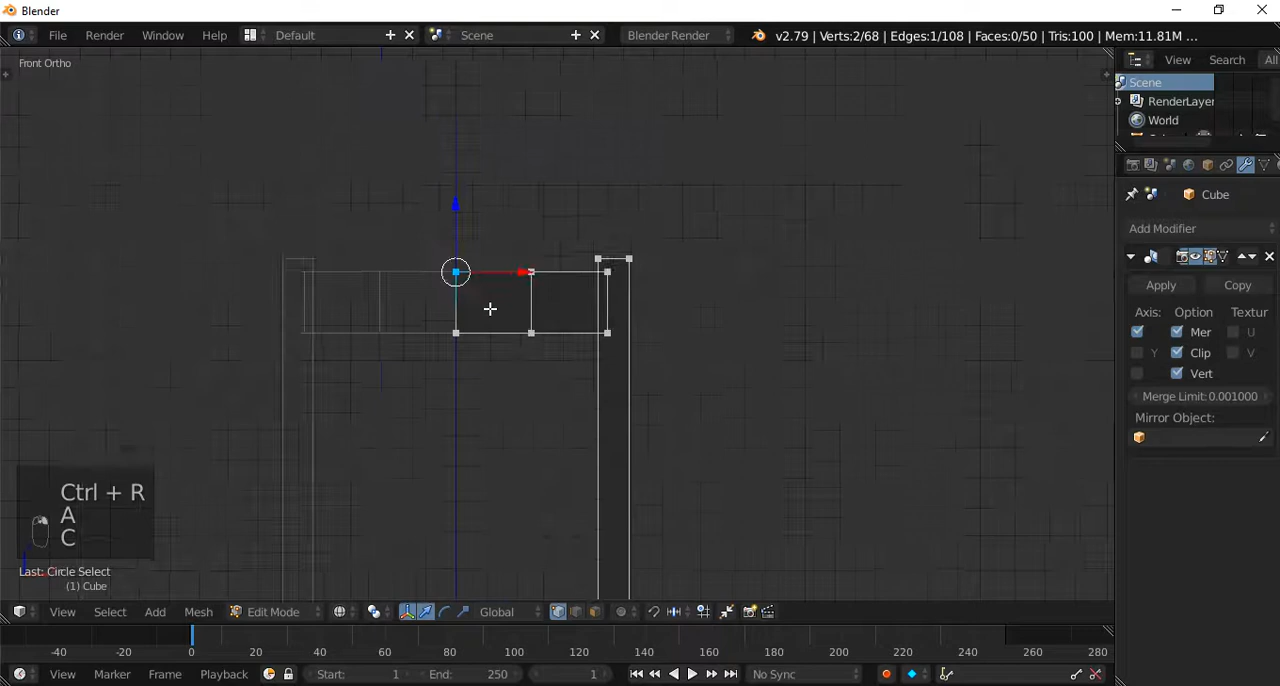 Blender
File Render Window Help Default Scene Blender Render v2.79 | Verts:2/68 | Edges:1/108 | Faces:0/50 | Tris:100 | Mem:11.81M ...
Front Ortho
View Search All
Scene
RenderLayer
World
Cube
Add Modifier
Apply Copy
Axis: Option Textur
Mer U
Y Clip V
Vert
Merge Limit:0.001000
Mirror Object:
Ctrl + R
A
C
Last: Circle Select
(1) Cube
View Select Add Mesh Edit Mode Global
-40 -20 0 20 40 60 80 100 120 140 160 180 200 220 240 260 280
View Marker Frame Playback Start: 1 End: 250 1 No Sync